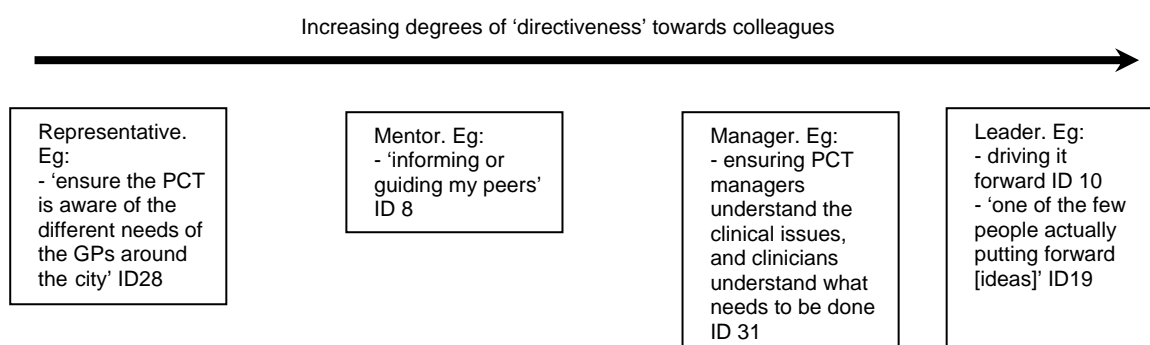 Increasing degrees of ‘directiveness’ towards colleagues
Representative.
Eg:
- ‘ensure the PCT
is aware of the
different needs of
the GPs around
the city’ ID28
Mentor. Eg:
- ‘informing or
guiding my peers’
ID 8
Manager. Eg:
- ensuring PCT
managers
understand the
clinical issues,
and clinicians
understand what
needs to be done
ID 31
Leader. Eg:
- driving it
forward ID 10
- ‘one of the few
people actually
putting forward
[ideas]’ ID19